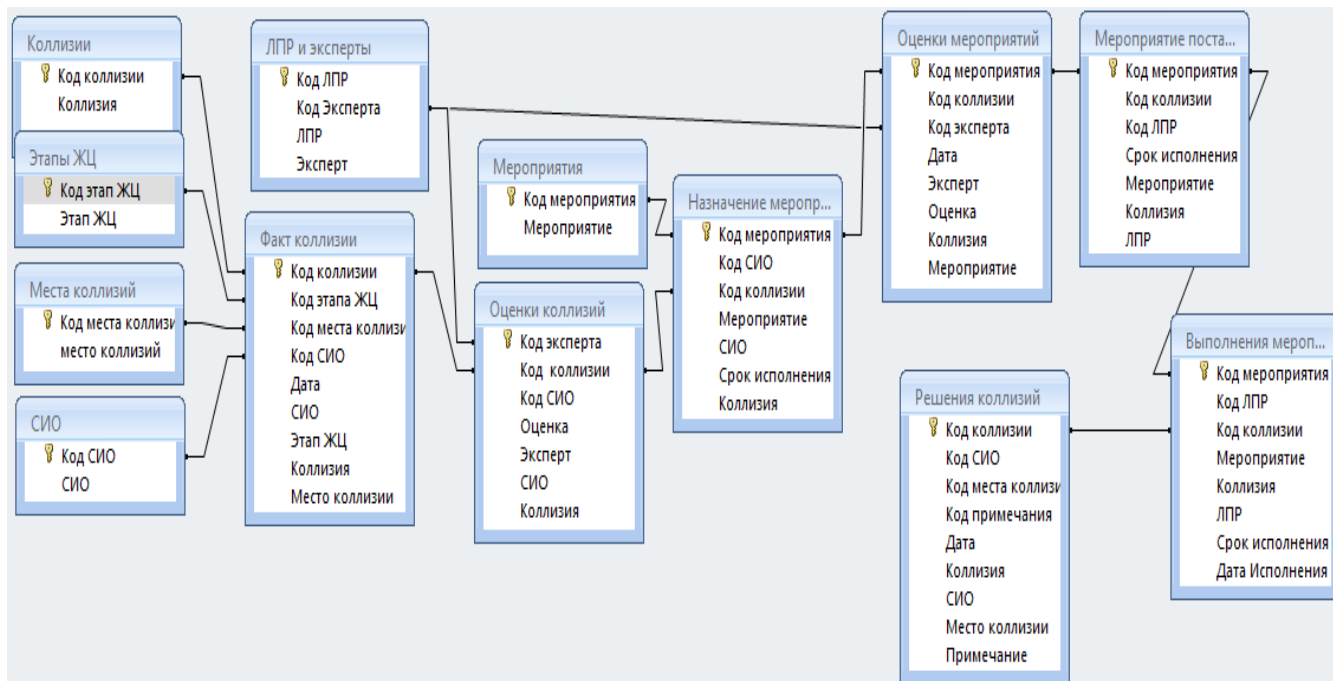 Коллизии
Код коллизии
Коллизия
Этапы ЖЦ
Код этап ЖЦ
Этап ЖЦ
Места коллизий
Код места коллизи
место коллизий
СИО
Код СИО
СИО
ЛПР и эксперты
Код ЛПР
Код Эксперта
ЛПР
Эксперт
Факт коллизии
Код коллизии
Код этапа ЖЦ
Код места коллизи
Код СИО
Дата
СИО
Этап ЖЦ
Коллизия
Место коллизии
Мероприятия
Код мероприятия
Мероприятие
Оценки коллизий
Код эксперта
Код коллизии
Код СИО
Оценка
Эксперт
СИО
Коллизия
Назначение меропр...
Код мероприятия
Код СИО
Код коллизии
Мероприятие
СИО
Срок исполнения
Коллизия
Оценки мероприятий
Код мероприятия
Код коллизии
Код эксперта
Дата
Эксперт
Оценка
Коллизия
Мероприятие
Мероприятие поста...
Код мероприятия
Код коллизии
Код ЛПР
Срок исполнения
Мероприятие
Коллизия
ЛПР
Решения коллизий
Код коллизии
Код СИО
Код места коллизи
Код примечания
Дата
Коллизия
СИО
Место коллизии
Примечание
Выполнения мероп...
Код мероприятия
Код ЛПР
Код коллизии
Мероприятие
Коллизия
ЛПР
Срок исполнения
Дата Исполнения